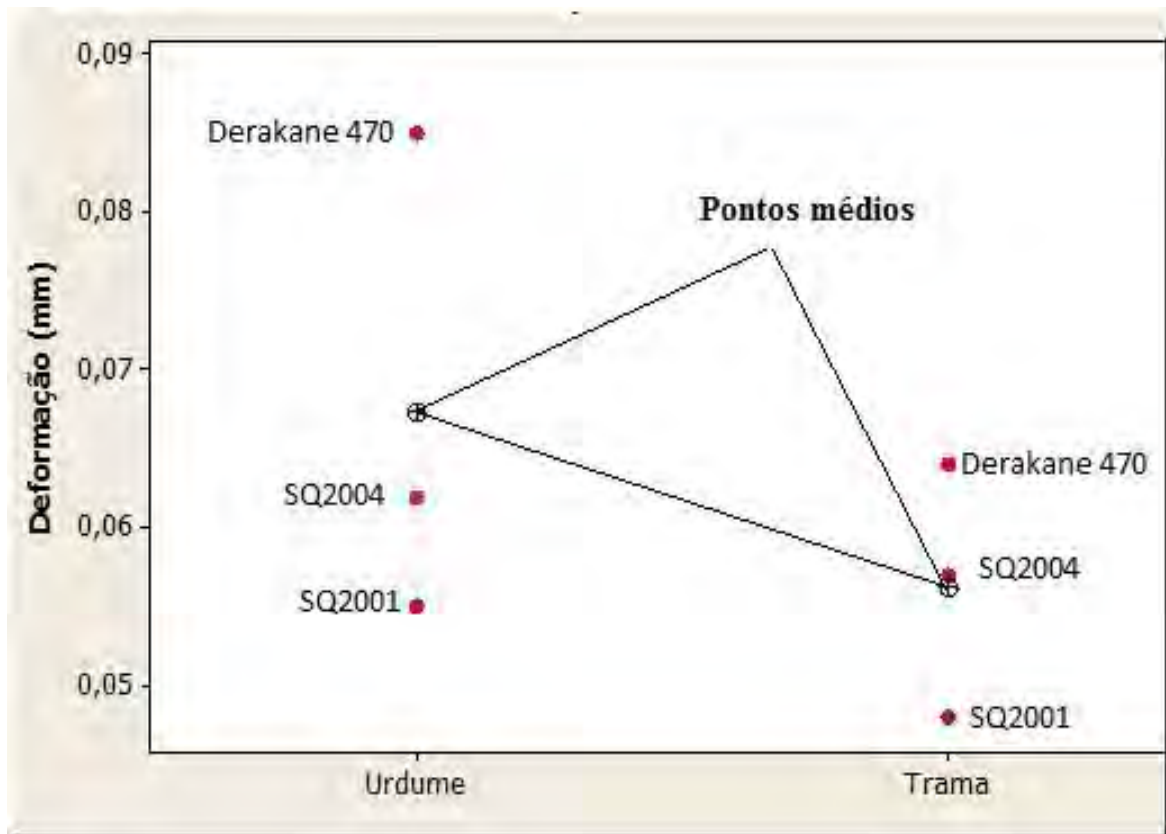 0,09
Derakane 470
0,08
Pontos médios
Deformação (mm)
0,07
Derakane 470
SQ2004
0,06
SQ2004
SQ2001
0,05
SQ2001
Urdume
Trama